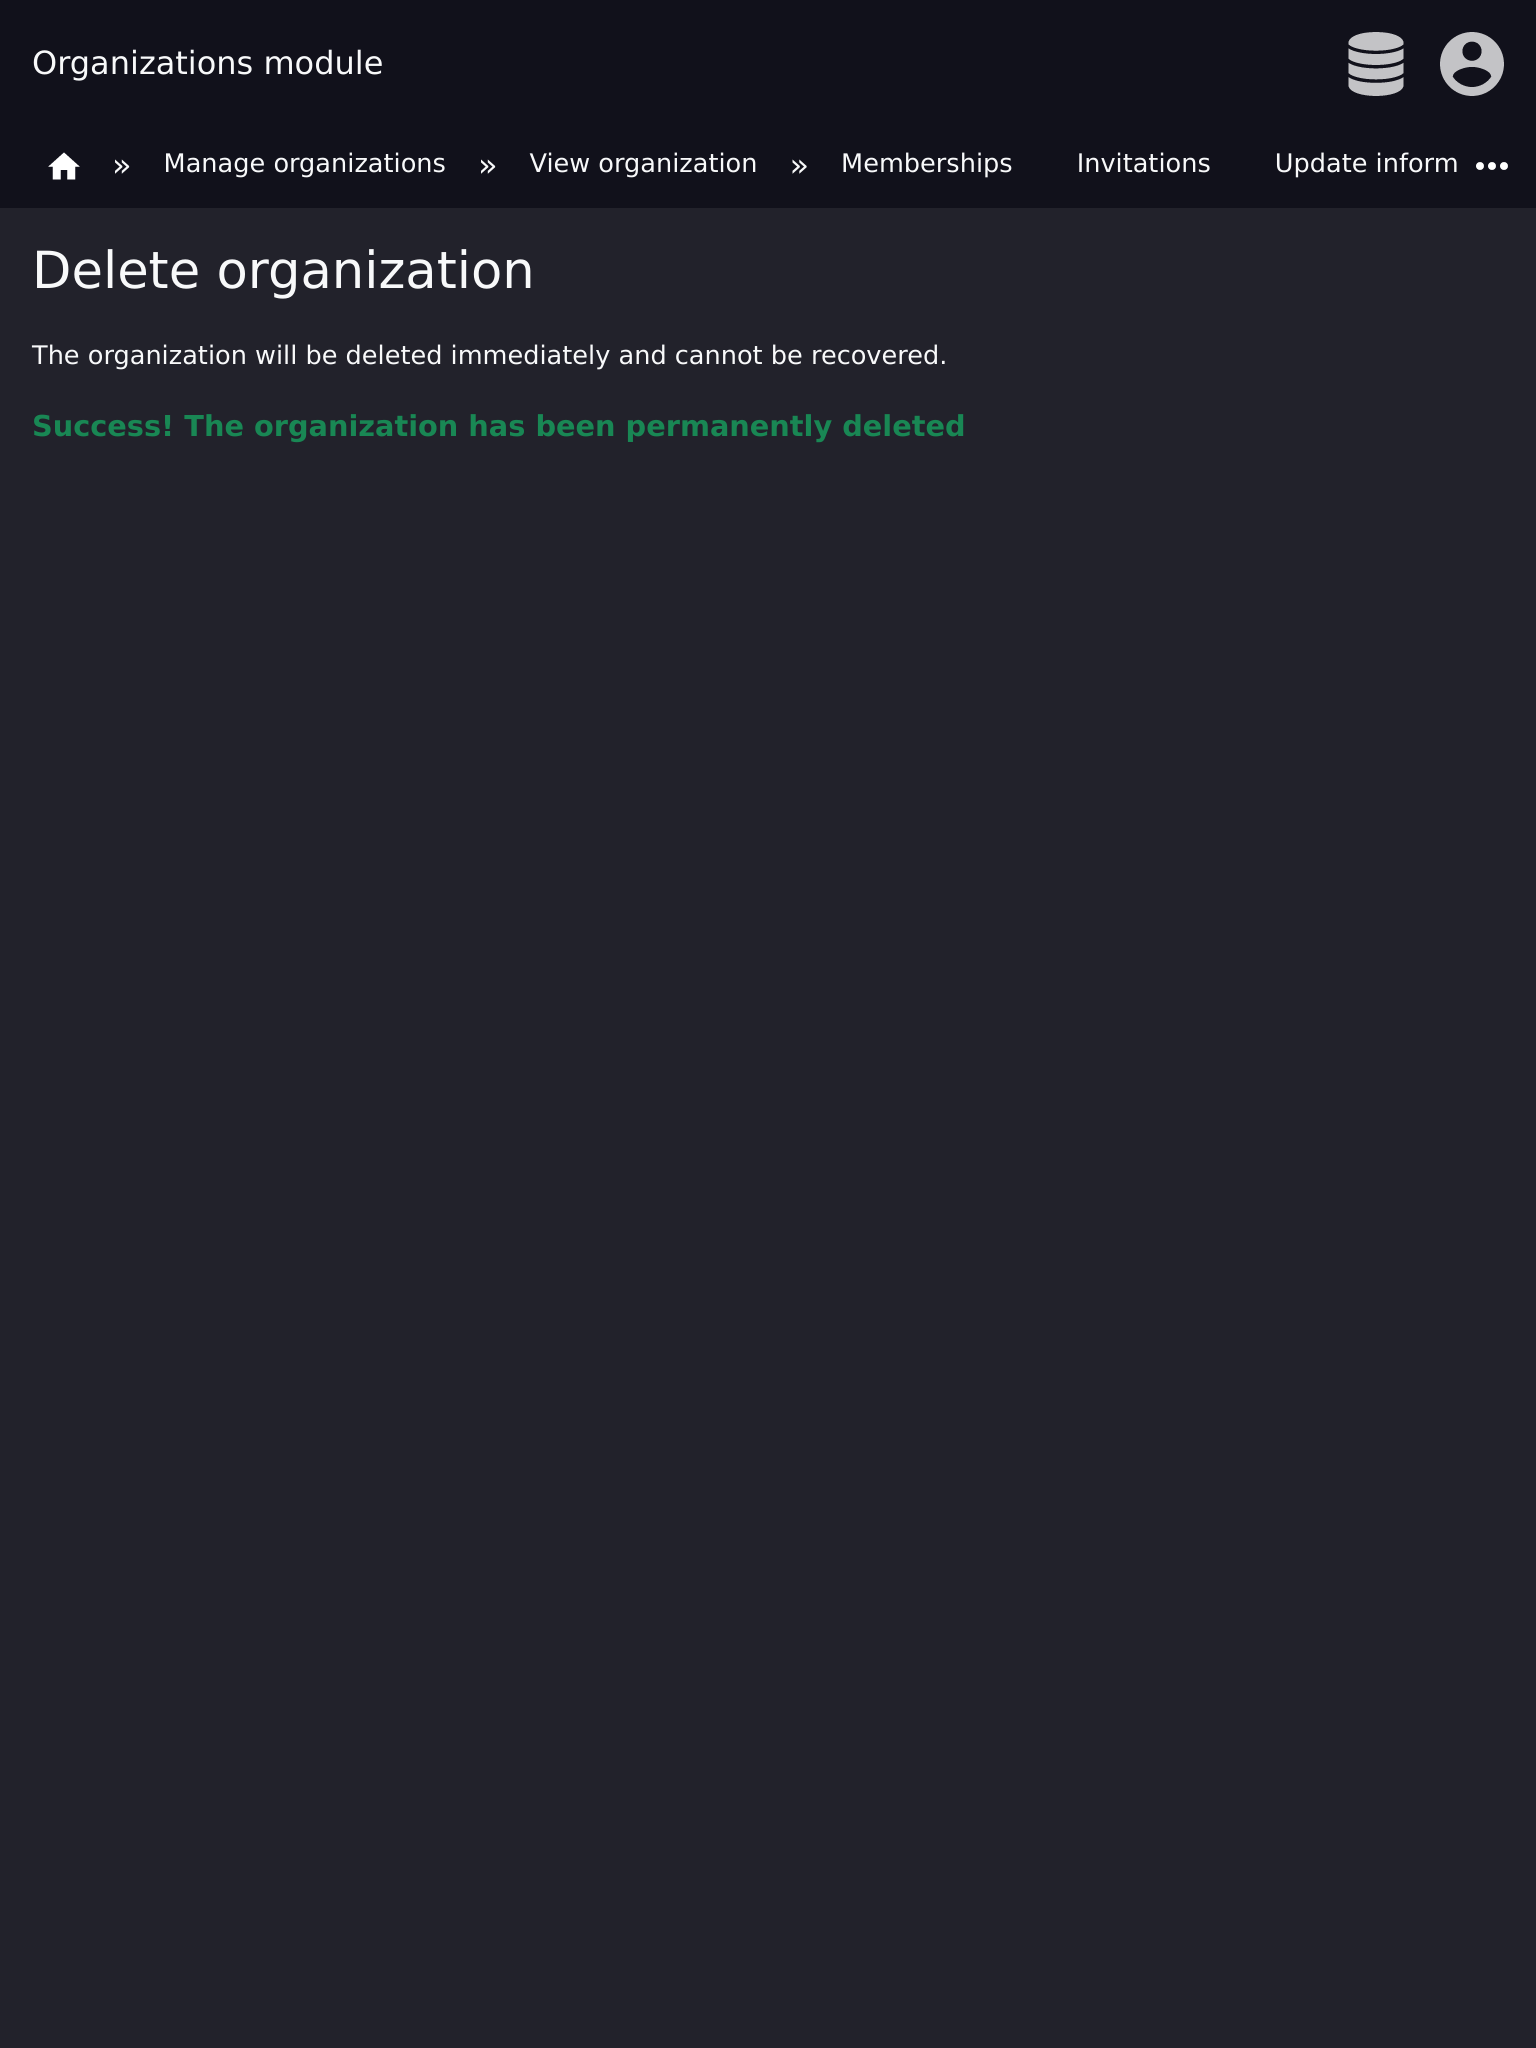 Organizations module
» Manage organizations » View organization » Memberships Invitations Update inform •••
Delete organization
The organization will be deleted immediately and cannot be recovered.
Success! The organization has been permanently deleted